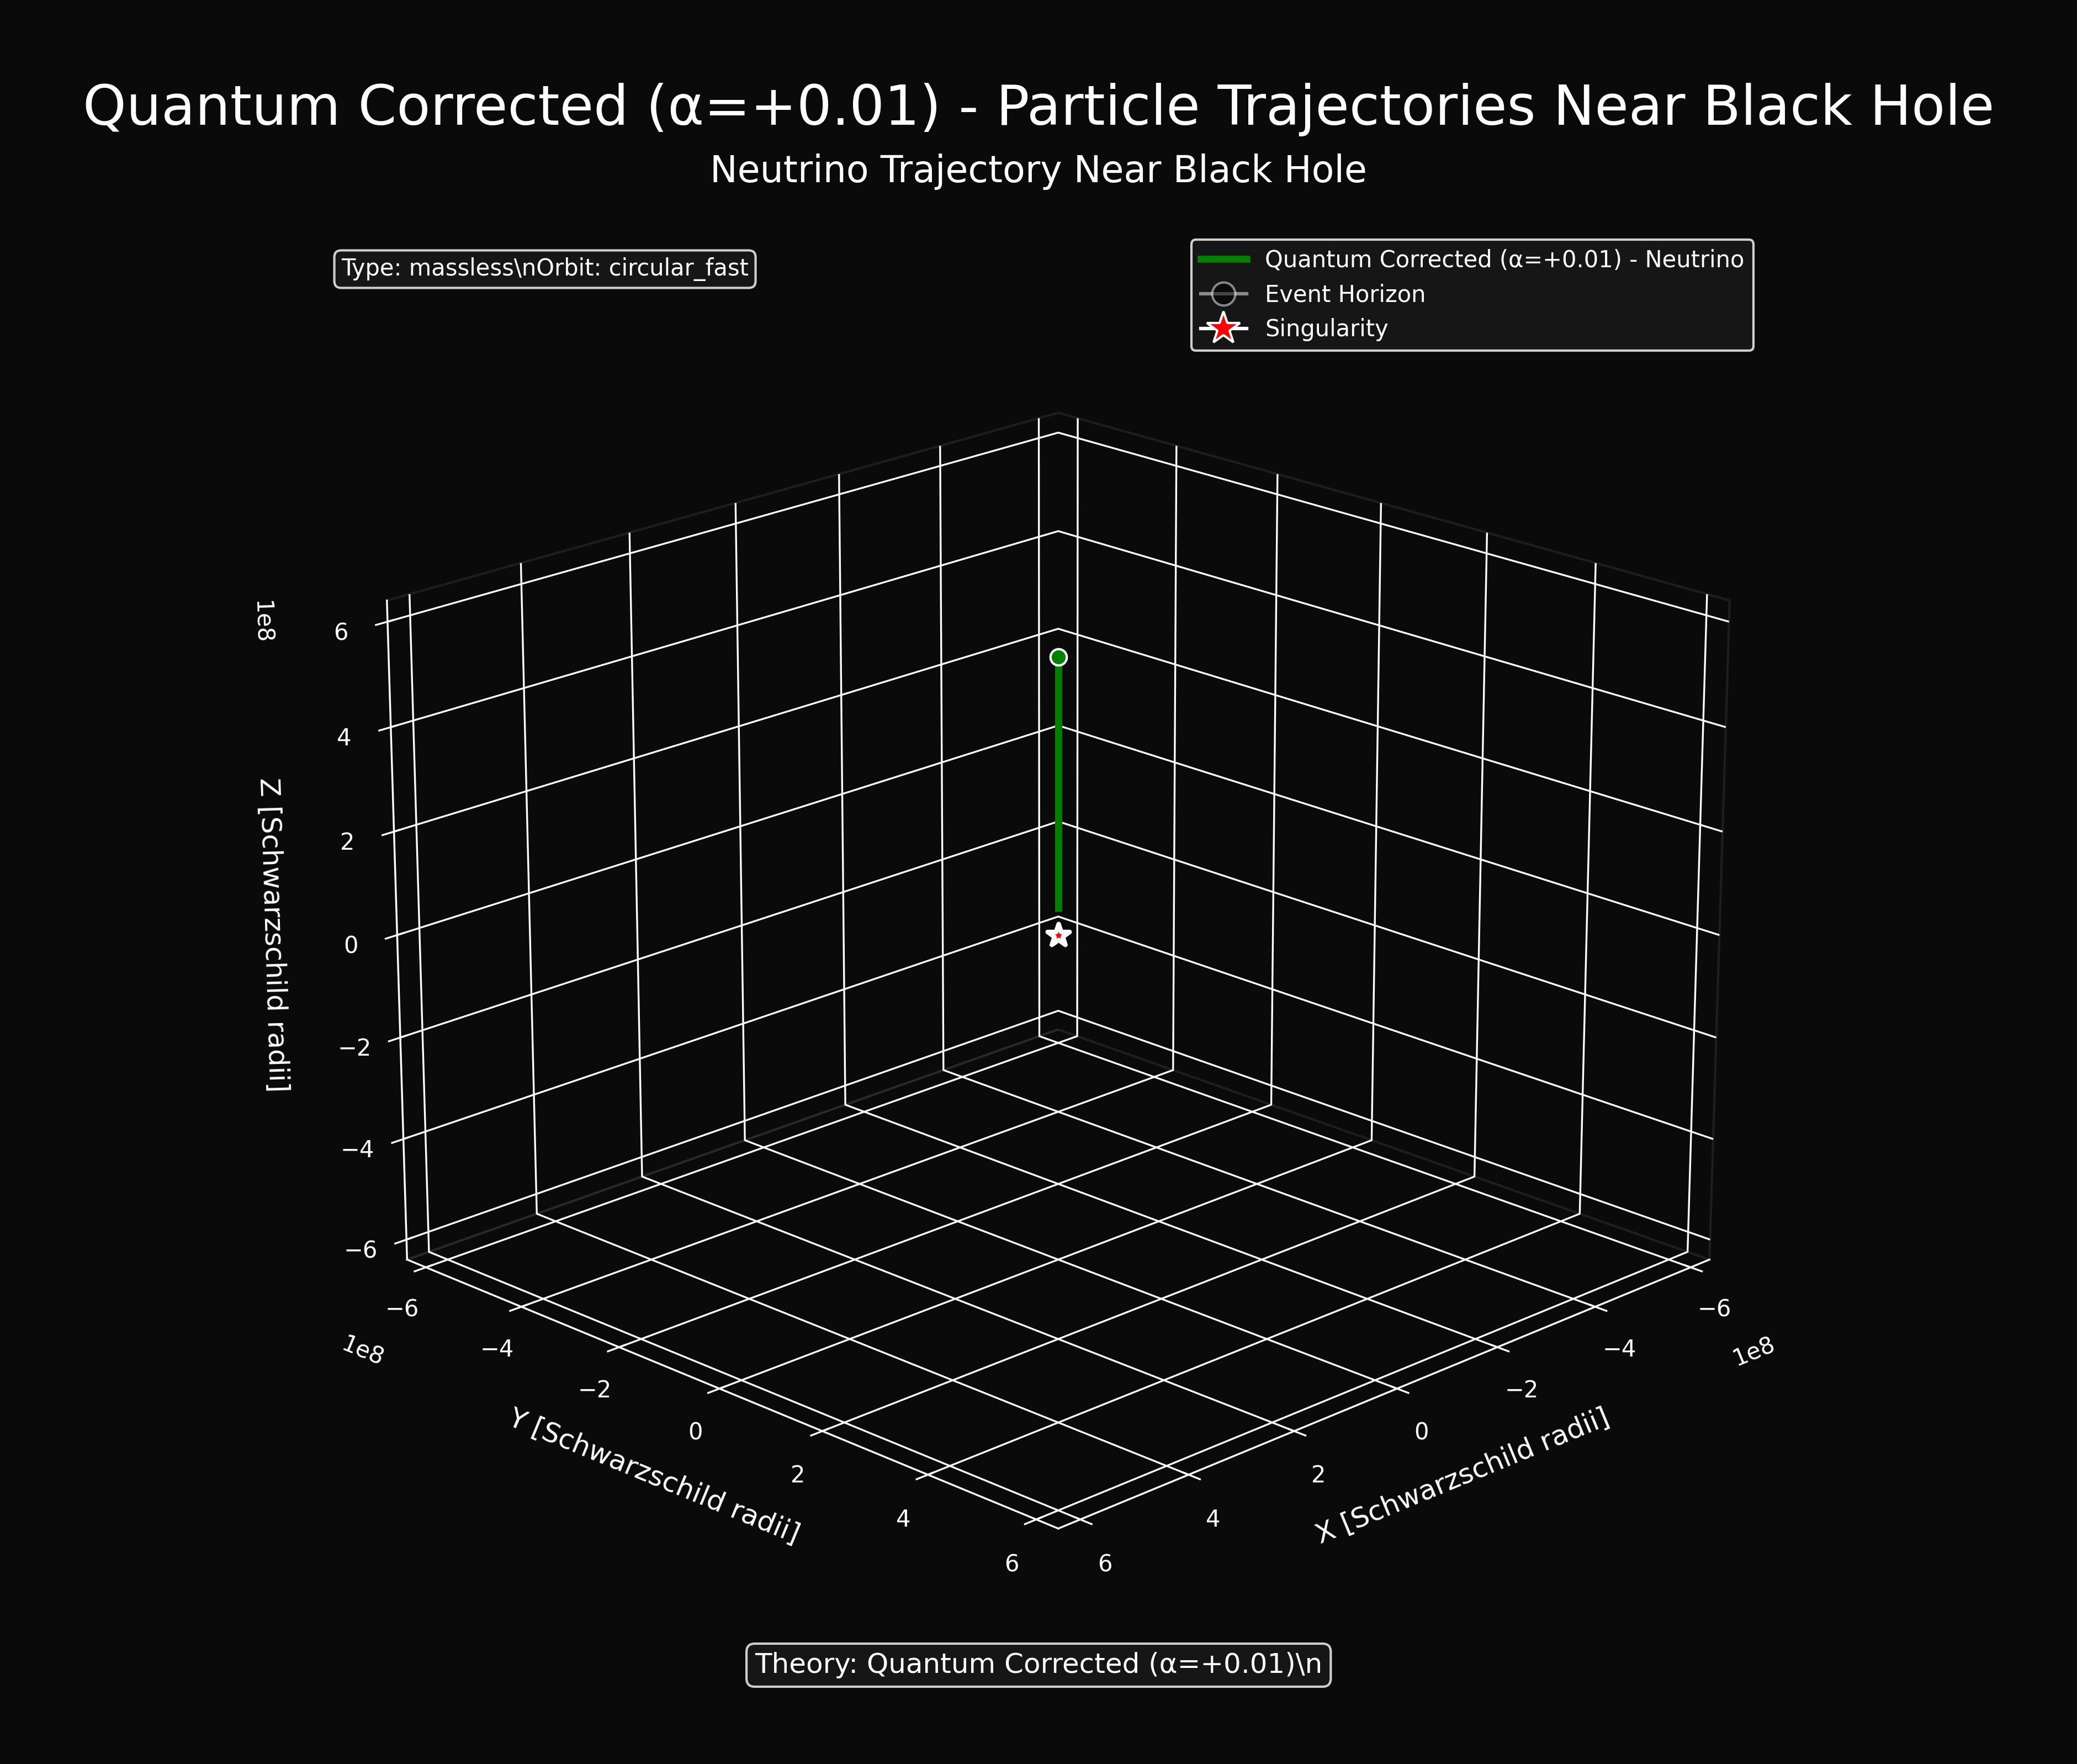 Quantum Corrected (α=+0.01) - Particle Trajectories Near Black Hole
Neutrino Trajectory Near Black Hole
Type: massless\nOrbit: circular_fast
Quantum Corrected (α=+0.01) - Neutrino
Event Horizon
Singularity
1e8
6
4
2
0
−2
−4
−6
Z [Schwarzschild radii]
−6
−4
−2
0
2
4
6
1e8
Y [Schwarzschild radii]
6
4
2
0
−2
−4
−6
1e8
X [Schwarzschild radii]
Theory: Quantum Corrected (α=+0.01)\n